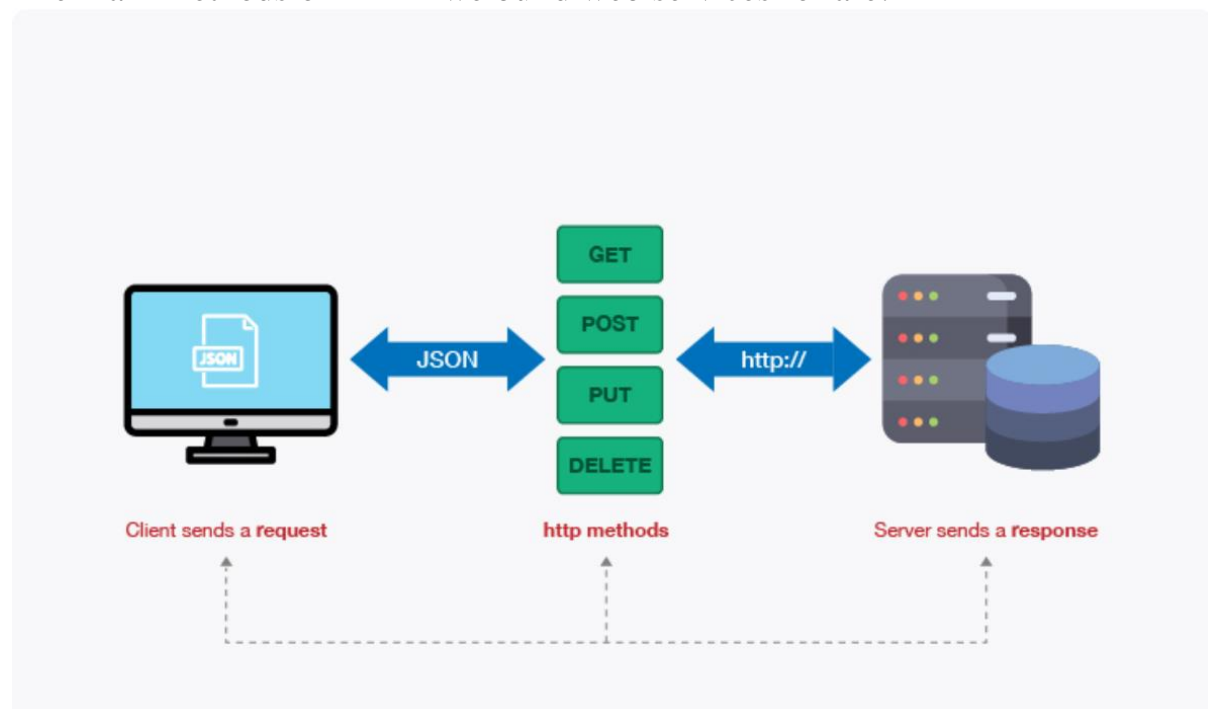 JSON
GET
POST
PUT
DELETE
JSON
http://
Client sends a request
http methods
Server sends a response